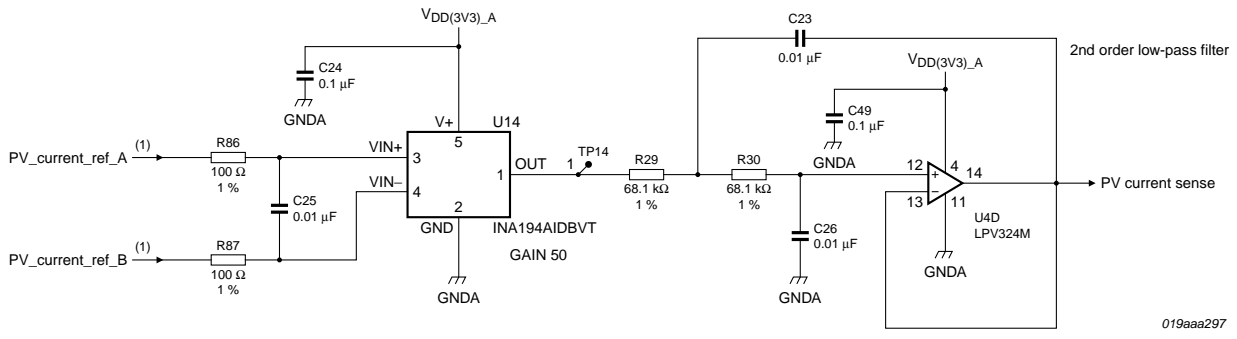 VDD(3V3)_A
C24
0.1 μF
GNDA
V+
U14
5
PV_current_ref_A
(1)
R86
100 Ω
1 %
VIN+
3
VIN−
4
C25
0.01 μF
2
GND
1
OUT
INA194AIDBVT
GAIN 50
GNDA
PV_current_ref_B
(1)
R87
100 Ω
1 %
1
TP14
R29
68.1 kΩ
1 %
R30
68.1 kΩ
1 %
C23
0.01 μF
2nd order low-pass filter
VDD(3V3)_A
C49
0.1 μF
GNDA
12
+
4
14
13
−
11
PV current sense
U4D
LPV324M
GNDA
C26
0.01 μF
GNDA
019aaa297